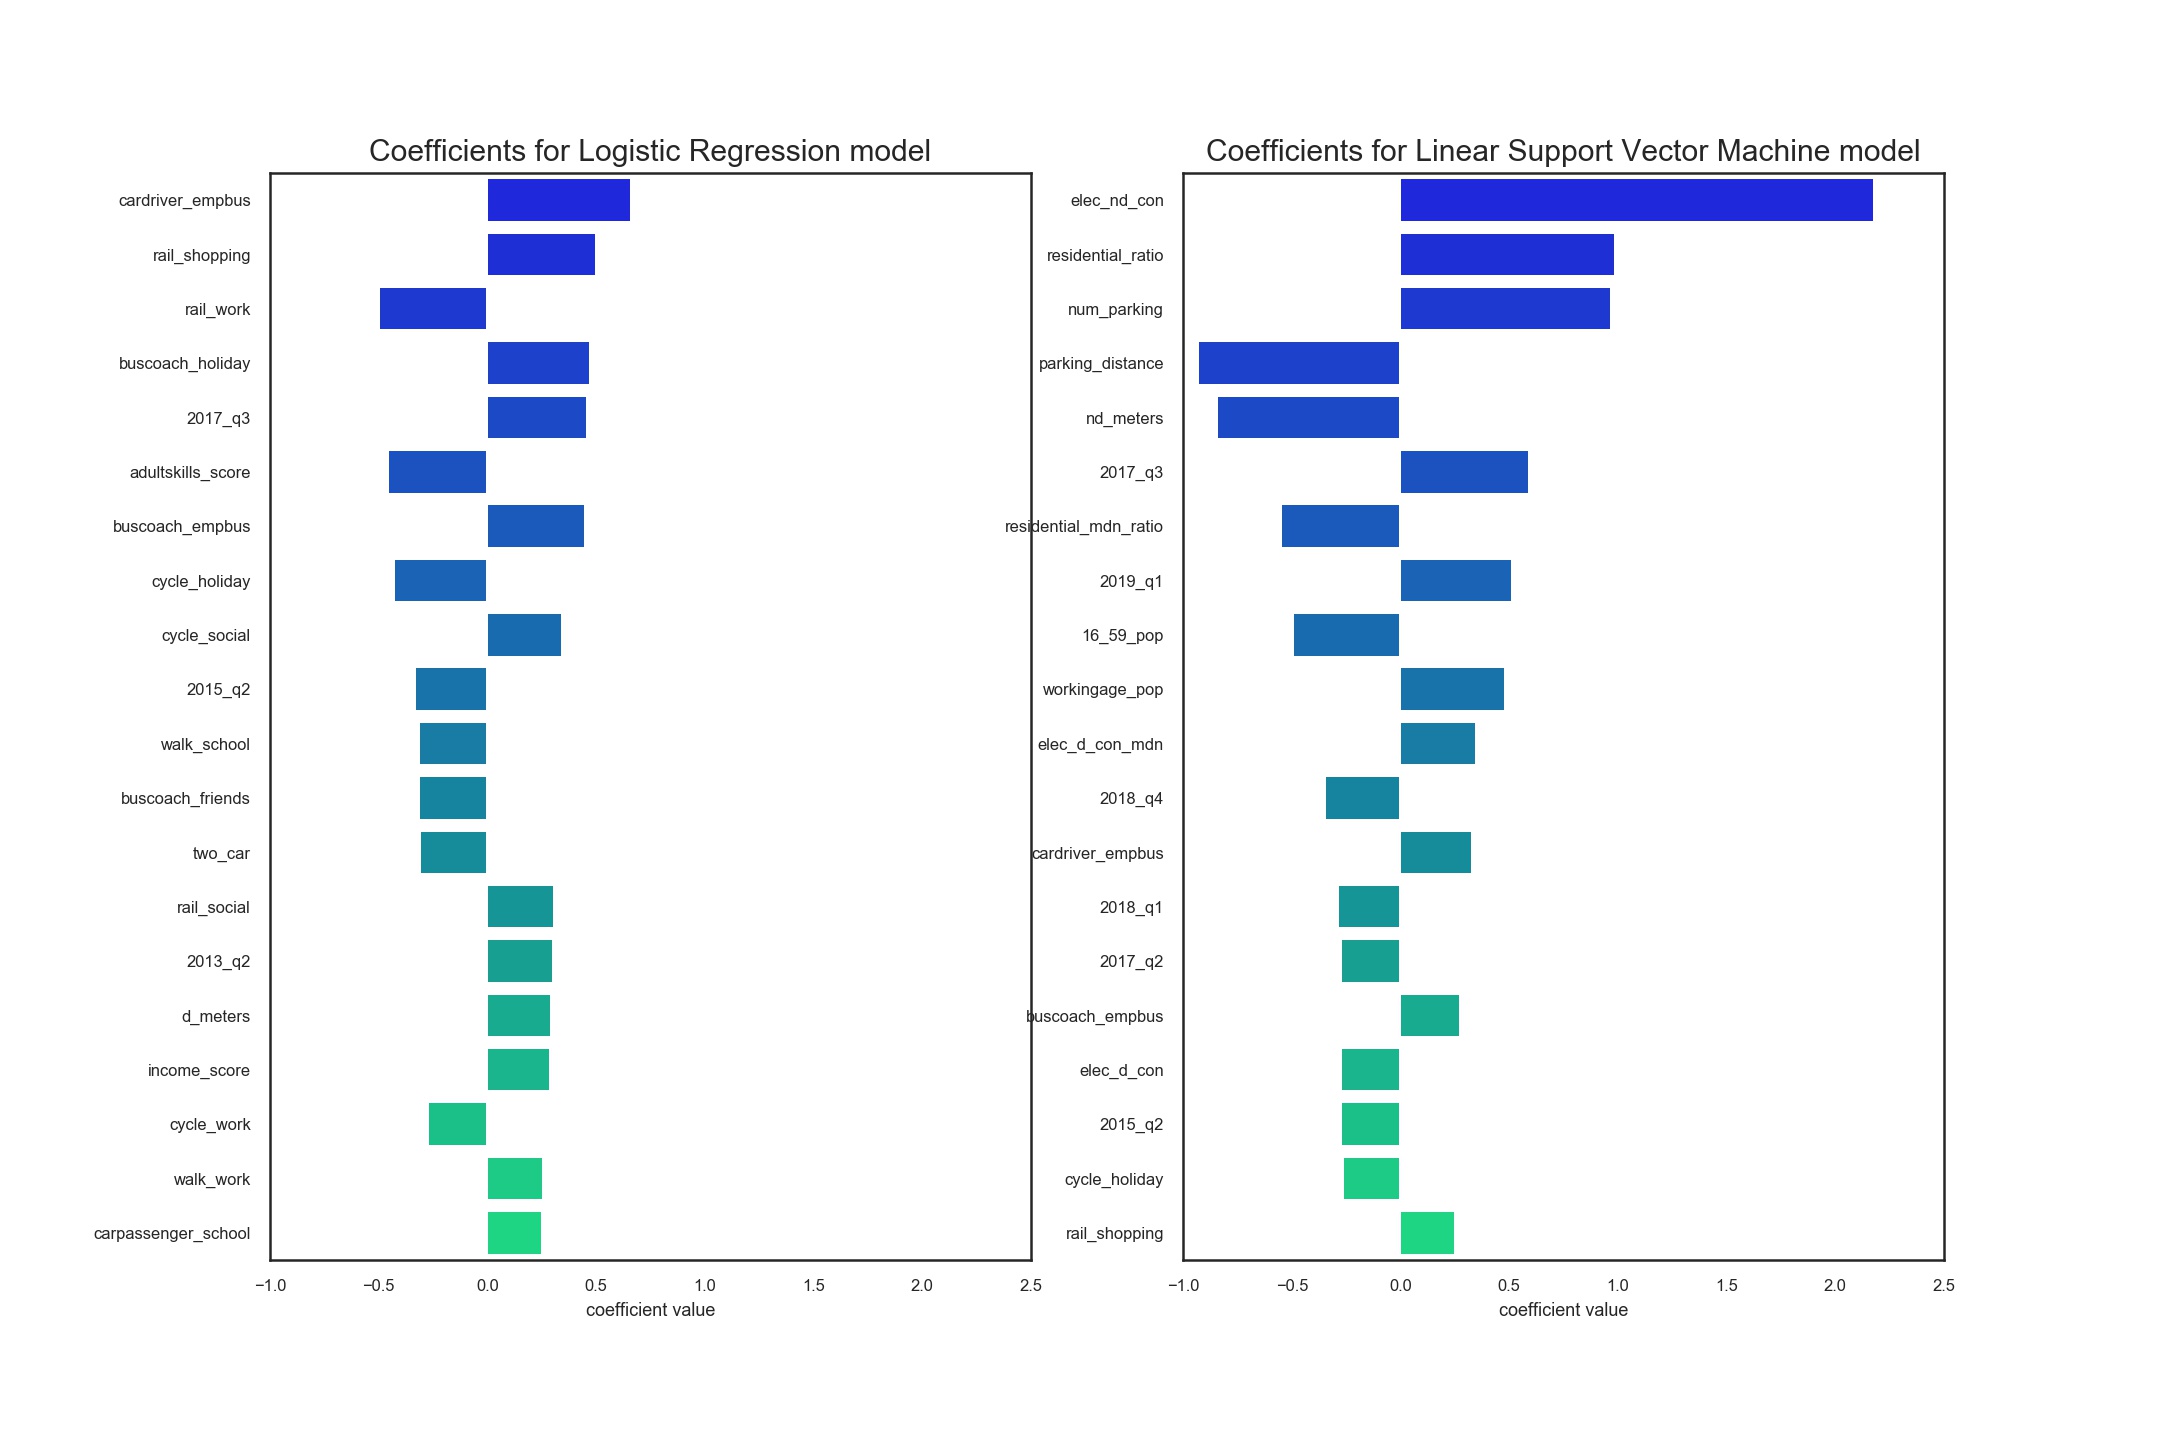 Coefficients for Logistic Regression model
cardriver_empbus
rail_shopping
rail_work
buscoach_holiday
2017_q3
adultskills_score
buscoach_empbus
cycle_holiday
cycle_social
2015_q2
walk_school
buscoach_friends
two_car
rail_social
2013_q2
d_meters
income_score
cycle_work
walk_work
carpassenger_school
−1.0 −0.5 0.0 0.5 1.0 1.5 2.0 2.5
coefficient value
Coefficients for Linear Support Vector Machine model
elec_nd_con
residential_ratio
num_parking
parking_distance
nd_meters
2017_q3
residential_mdn_ratio
2019_q1
16_59_pop
workingage_pop
elec_d_con_mdn
2018_q4
cardriver_empbus
2018_q1
2017_q2
buscoach_empbus
elec_d_con
2015_q2
cycle_holiday
rail_shopping
−1.0 −0.5 0.0 0.5 1.0 1.5 2.0 2.5
coefficient value